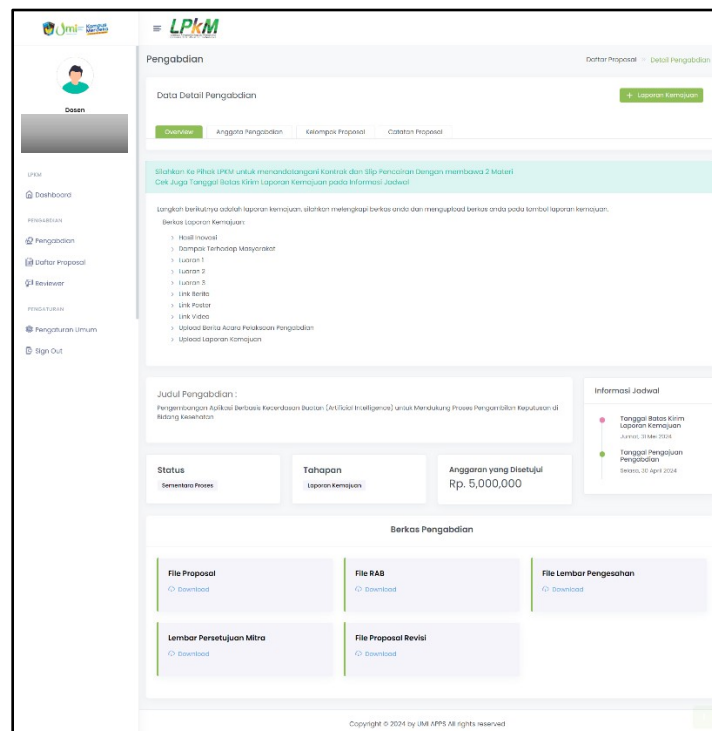 Umi
Kampus
Merdeka
LPkM
Dosen
LPKM
Dashboard
PENGABDIAN
Pengabdian
Daftar Proposal
Reviewer
PENGATURAN
Pengaturan Umum
Sign Out
Pengabdian
Daftar Proposal
Detail Pengabdian
Data Detail Pengabdian
+ Laporan Kemajuan
Overview
Anggota Pengabdian
Kelompok Proposal
Catatan Proposal
Silahkan Ke Pihak LPKM untuk menandatangani Kontrak dan Slip Pencairan Dengan membawa 2 Materi
Cek Juga Tanggal Batas Kirim Laporan Kemajuan pada Informasi Jadwal
Langkah berikutnya adalah laporan kemajuan, silahkan melengkapi berkas anda dan mengupload berkas anda pada tombol laporan kemajuan.
Berkas Laporan Kemajuan:
> Hasil Inovasi
> Dampak Terhadap Masyarakat
> Luaran 1
> Luaran 2
> Luaran 3
> Link Berita
> Link Poster
> Link Video
> Upload Berita Acara Pelaksaan Pengabdian
> Upload Laporan Kemajuan
Judul Pengabdian :
Pengembangan Aplikasi Berbasis Kecerdasan Buatan (Artificial Intelligence) untuk Mendukung Proses Pengambilan Keputusan di
Bidang Kesehatan
Informasi Jadwal
Tanggal Batas Kirim
Laporan Kemajuan
Jumat, 31 Mei 2024
Tanggal Pengajuan
Pengabdian
Selasa, 30 April 2024
Status
Sementara Proses
Tahapan
Laporan Kemajuan
Anggaran yang Disetujui
Rp. 5,000,000
Berkas Pengabdian
File Proposal
Download
File RAB
Download
File Lembar Pengesahan
Download
Lembar Persetujuan Mitra
Download
File Proposal Revisi
Download
Copyright © 2024 by UMI APPS All rights reserved